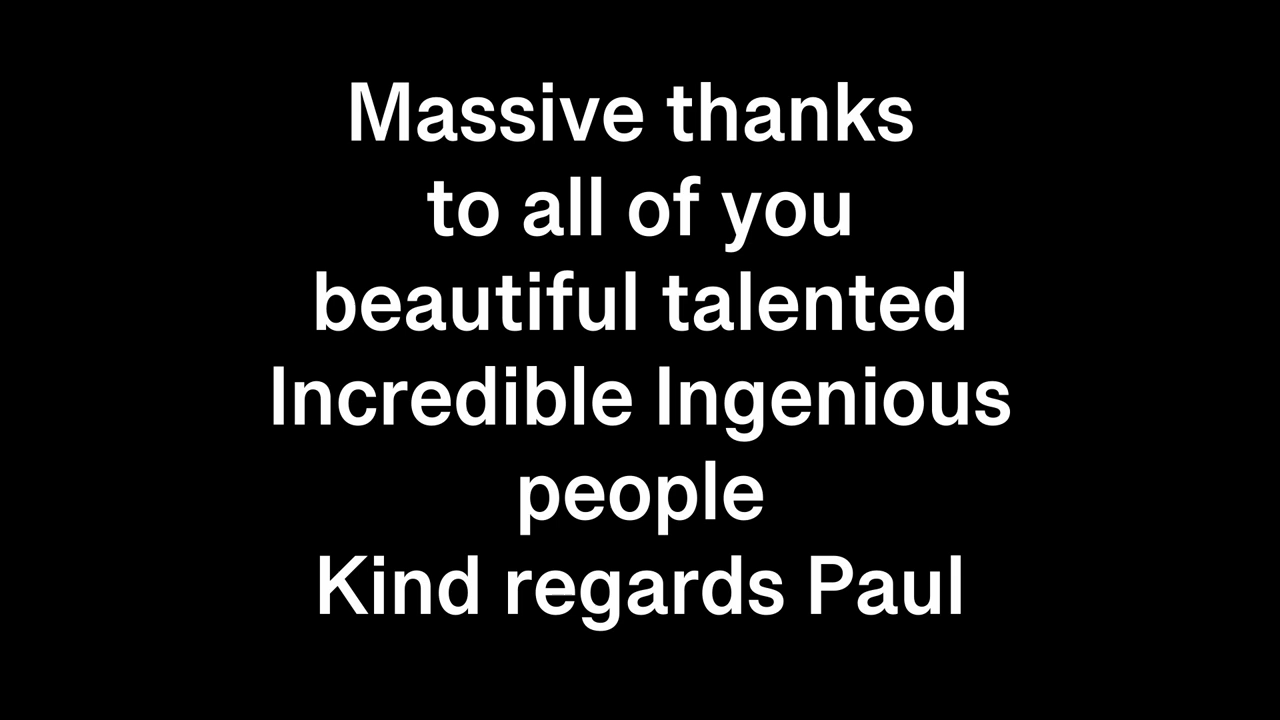 Massive thanks
to all of you
beautiful talented
Incredible Ingenious
people
Kind regards Paul